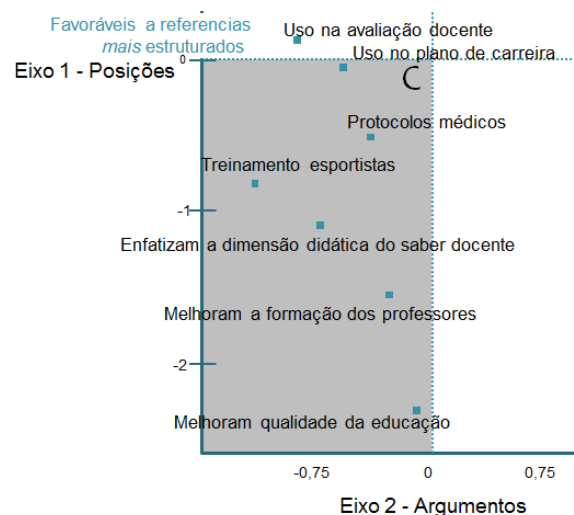 Favoráveis a referencias
mais estruturados
Uso na avaliação docente
Uso no plano de carreira
0
Eixo 1 - Posições
C
Protocolos médicos
Treinamento esportistas
-1
Enfatizam a dimensão didática do saber docente
Melhoram a formação dos professores
-2
Melhoram qualidade da educação
-0,75
0
0,75
Eixo 2 - Argumentos